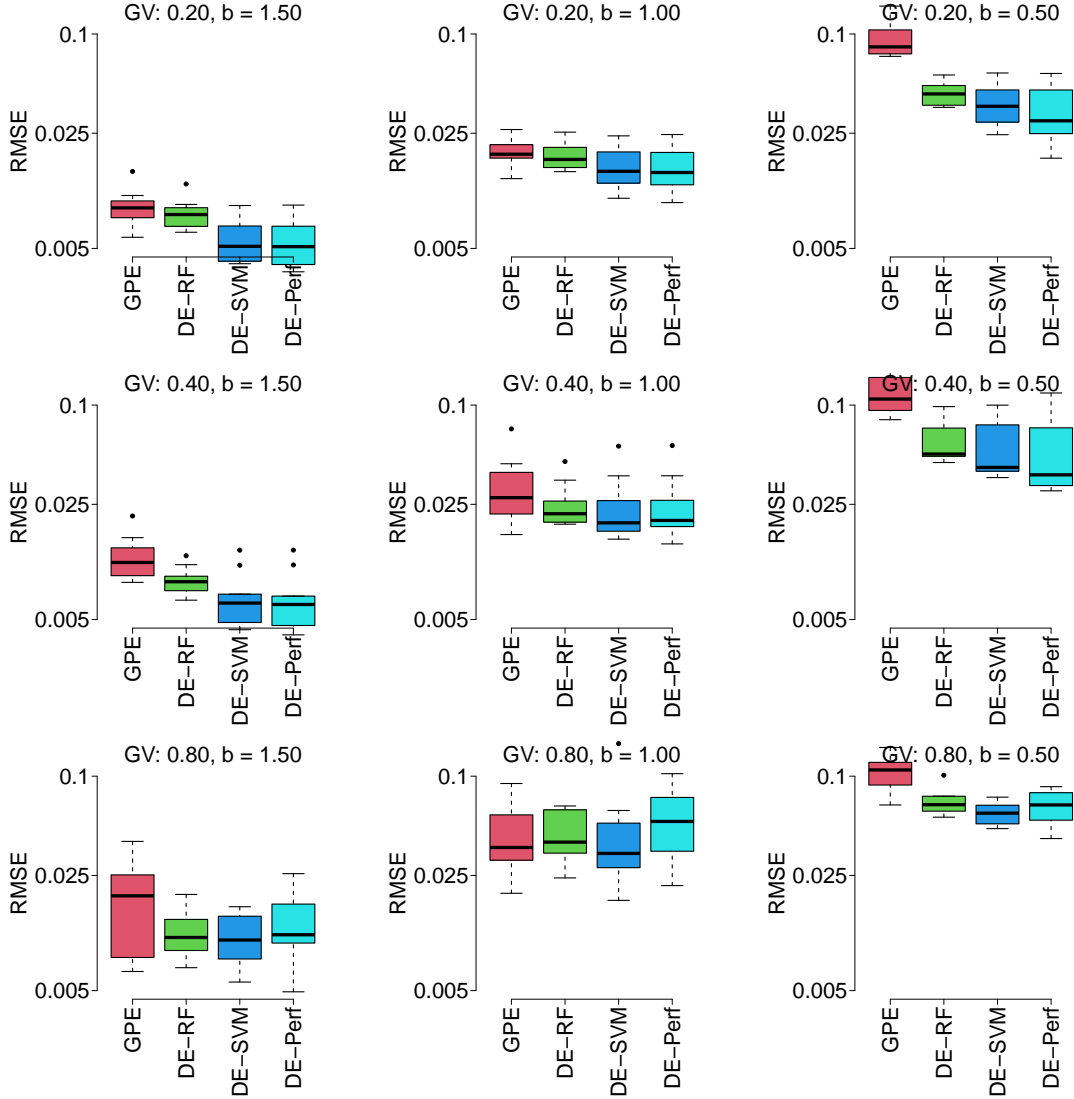 GV: 0.20, b = 1.50
RMSE
0.1
0.025
0.005
GPE
DE−RF
DE−SVM
DE−Perf
GV: 0.20, b = 1.00
RMSE
0.1
0.025
0.005
GPE
DE−RF
DE−SVM
DE−Perf
GV: 0.20, b = 0.50
RMSE
0.1
0.025
0.005
GPE
DE−RF
DE−SVM
DE−Perf
GV: 0.40, b = 1.50
RMSE
0.1
0.025
0.005
GPE
DE−RF
DE−SVM
DE−Perf
GV: 0.40, b = 1.00
RMSE
0.1
0.025
0.005
GPE
DE−RF
DE−SVM
DE−Perf
GV: 0.40, b = 0.50
RMSE
0.1
0.025
0.005
GPE
DE−RF
DE−SVM
DE−Perf
GV: 0.80, b = 1.50
RMSE
0.1
0.025
0.005
GPE
DE−RF
DE−SVM
DE−Perf
GV: 0.80, b = 1.00
RMSE
0.1
0.025
0.005
GPE
DE−RF
DE−SVM
DE−Perf
GV: 0.80, b = 0.50
RMSE
0.1
0.025
0.005
GPE
DE−RF
DE−SVM
DE−Perf